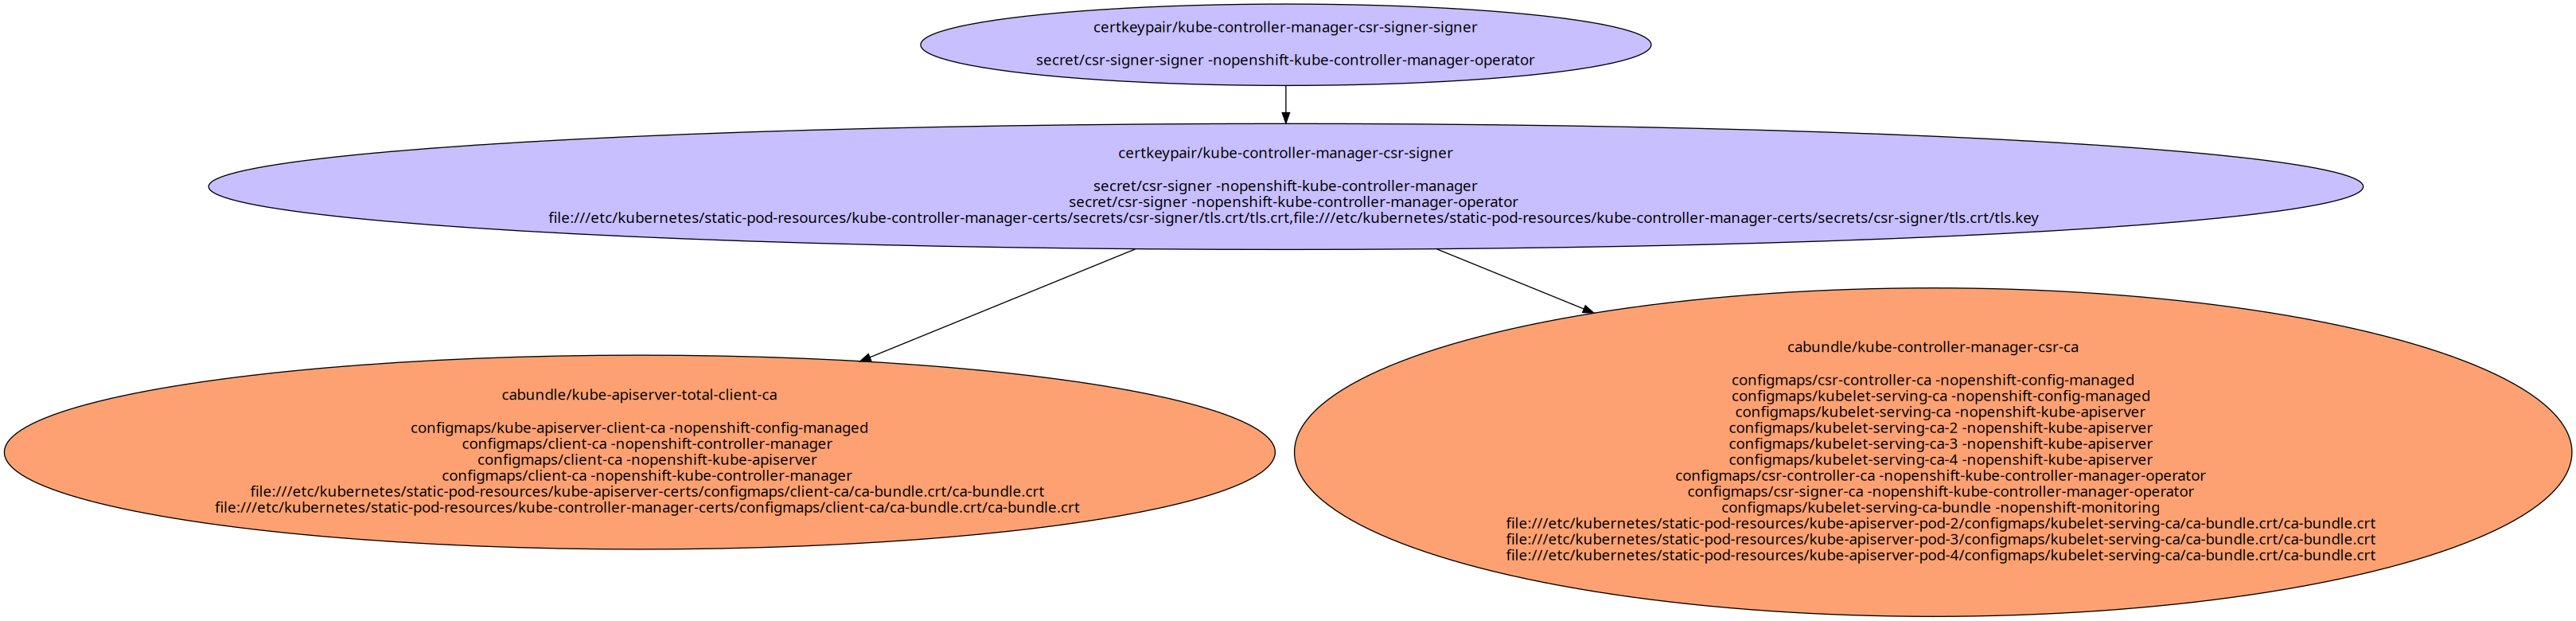 certkeypair/kube-controller-manager-csr-signer-signer
secret/csr-signer-signer -nopenshift-kube-controller-manager-operator
certkeypair/kube-controller-manager-csr-signer
secret/csr-signer -nopenshift-kube-controller-manager
secret/csr-signer -nopenshift-kube-controller-manager-operator
file:///etc/kubernetes/static-pod-resources/kube-controller-manager-certs/secrets/csr-signer/tls.crt/tls.crt,file:///etc/kubernetes/static-pod-resources/kube-controller-manager-certs/secrets/csr-signer/tls.crt/tls.key
cabundle/kube-apiserver-total-client-ca
configmaps/kube-apiserver-client-ca -nopenshift-config-managed
configmaps/client-ca -nopenshift-controller-manager
configmaps/client-ca -nopenshift-kube-apiserver
configmaps/client-ca -nopenshift-kube-controller-manager
file:///etc/kubernetes/static-pod-resources/kube-apiserver-certs/configmaps/client-ca/ca-bundle.crt/ca-bundle.crt
file:///etc/kubernetes/static-pod-resources/kube-controller-manager-certs/configmaps/client-ca/ca-bundle.crt/ca-bundle.crt
cabundle/kube-controller-manager-csr-ca
configmaps/csr-controller-ca -nopenshift-config-managed
configmaps/kubelet-serving-ca -nopenshift-config-managed
configmaps/kubelet-serving-ca -nopenshift-kube-apiserver
configmaps/kubelet-serving-ca-2 -nopenshift-kube-apiserver
configmaps/kubelet-serving-ca-3 -nopenshift-kube-apiserver
configmaps/kubelet-serving-ca-4 -nopenshift-kube-apiserver
configmaps/csr-controller-ca -nopenshift-kube-controller-manager-operator
configmaps/csr-signer-ca -nopenshift-kube-controller-manager-operator
configmaps/kubelet-serving-ca-bundle -nopenshift-monitoring
file:///etc/kubernetes/static-pod-resources/kube-apiserver-pod-2/configmaps/kubelet-serving-ca/ca-bundle.crt/ca-bundle.crt
file:///etc/kubernetes/static-pod-resources/kube-apiserver-pod-3/configmaps/kubelet-serving-ca/ca-bundle.crt/ca-bundle.crt
file:///etc/kubernetes/static-pod-resources/kube-apiserver-pod-4/configmaps/kubelet-serving-ca/ca-bundle.crt/ca-bundle.crt